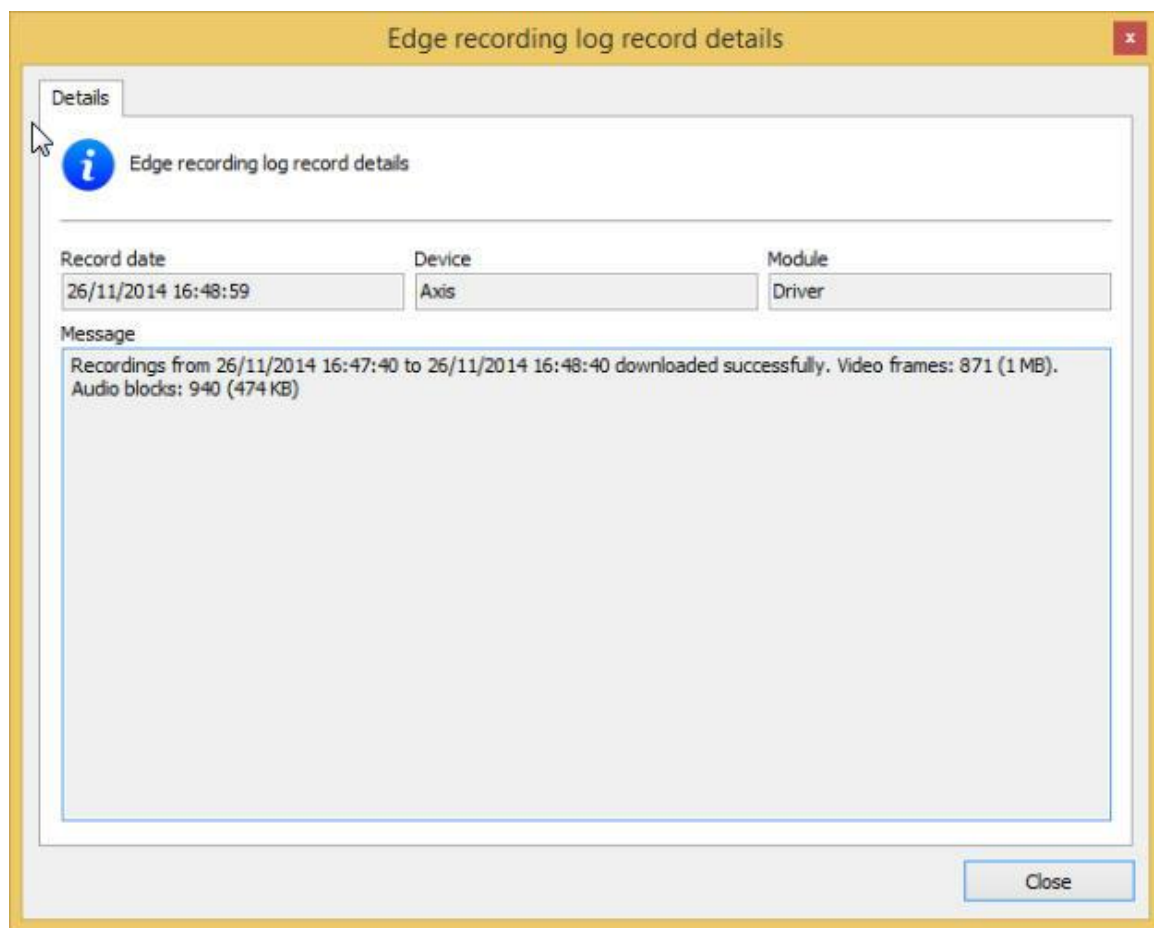 Edge recording log record details
x
Details
i
Edge recording log record details
Record date
Device
Module
26/11/2014 16:48:59
Axis
Driver
Message
Recordings from 26/11/2014 16:47:40 to 26/11/2014 16:48:40 downloaded successfully. Video frames: 871 (1 MB).
Audio blocks: 940 (474 KB)
Close